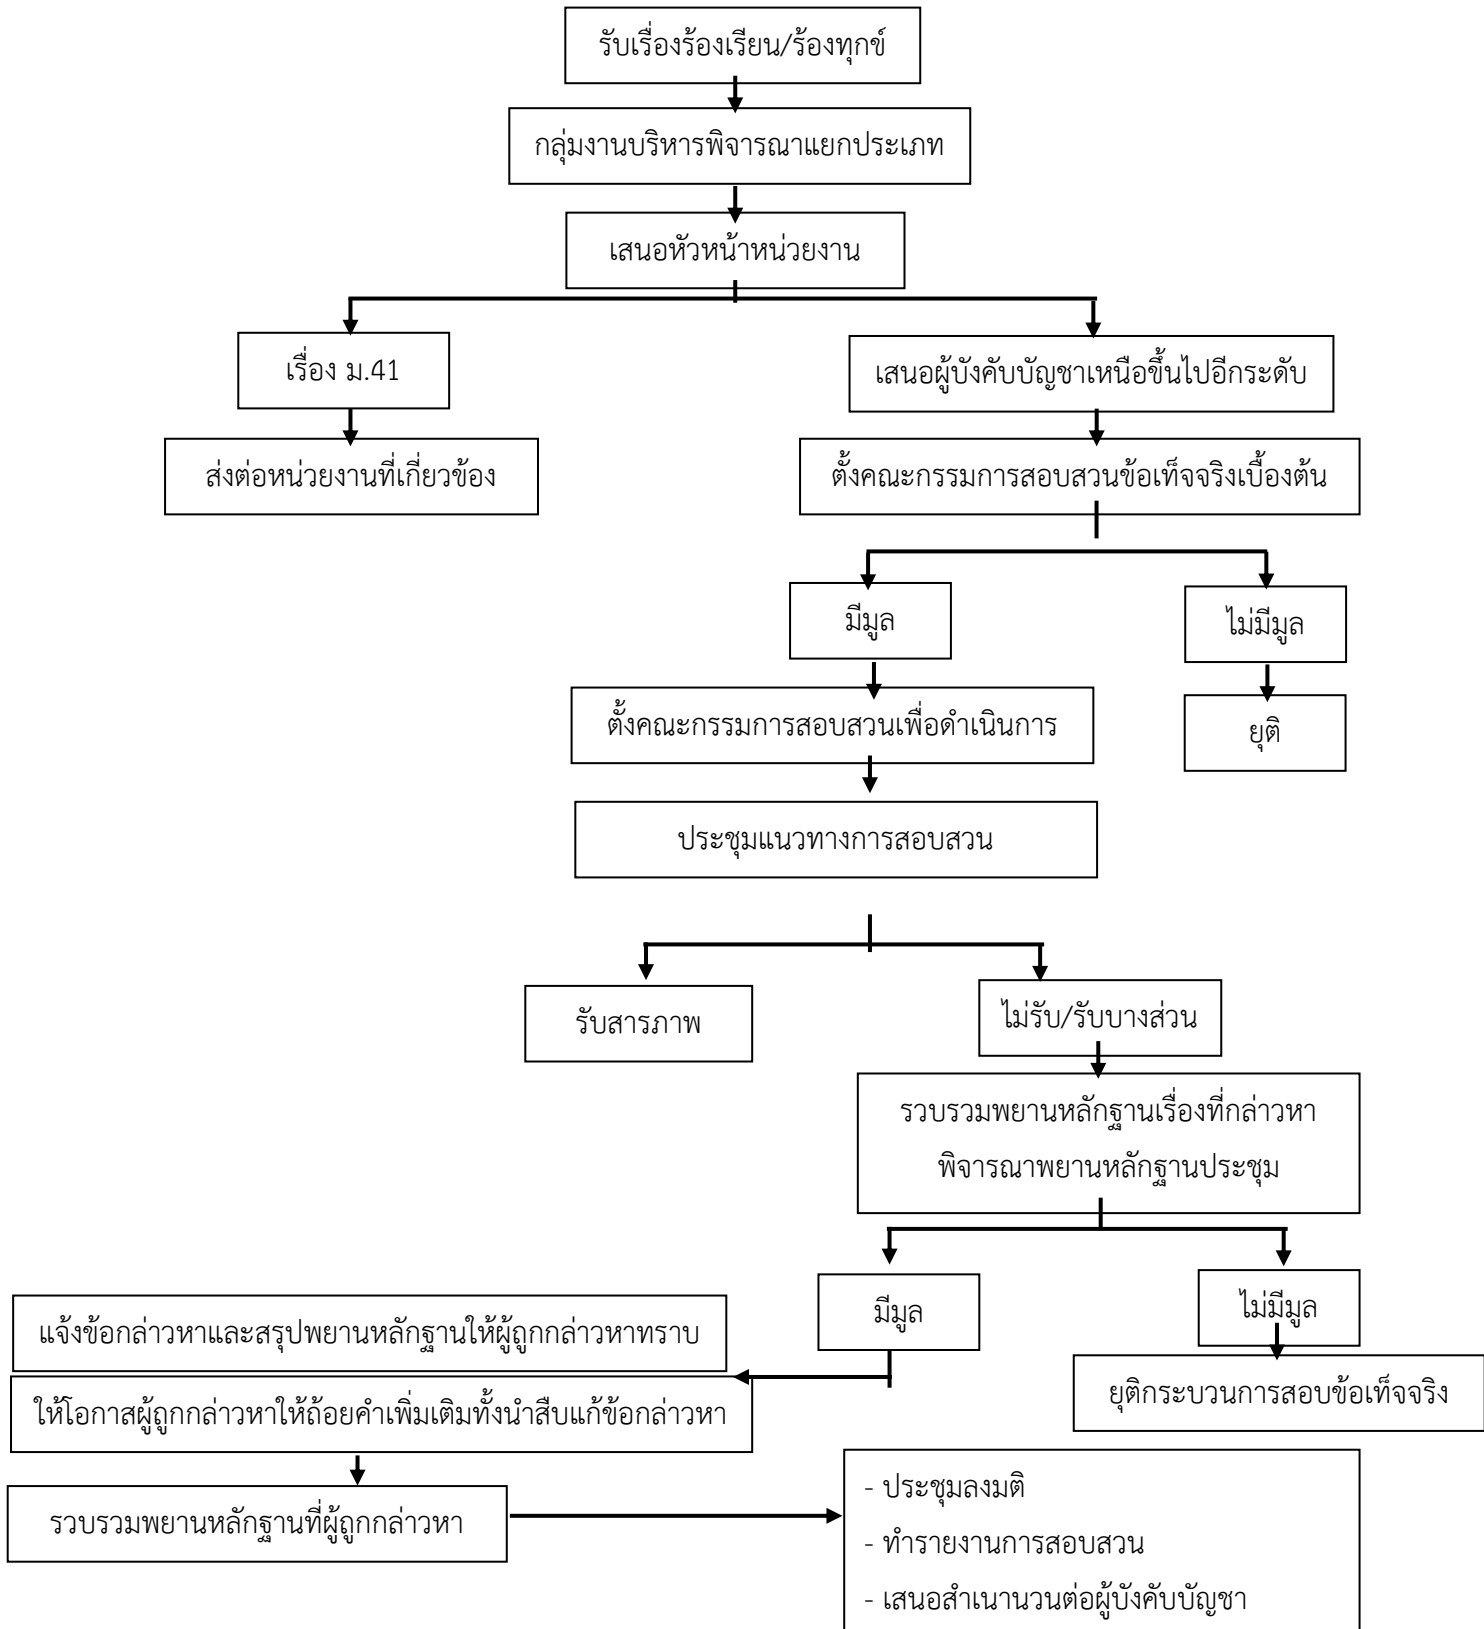 รับเรื่องร้องเรียน/ร้องทุกข์
กลุ่มงานบริหารพิจารณาแยกประเภท
เสนอหัวหน้าหน่วยงาน
เรื่อง ม.41
เสนอผู้บังคับบัญชาเหนือขึ้นไปอีกระดับ
ส่งต่อหน่วยงานที่เกี่ยวข้อง
ตั้งคณะกรรมการสอบสวนข้อเท็จจริงเบื้องต้น
มีมูล
ไม่มีมูล
ตั้งคณะกรรมการสอบสวนเพื่อดำเนินการ
ยุติ
ประชุมแนวทางการสอบสวน
รับสารภาพ
ไม่รับ/รับบางส่วน
รวบรวมพยานหลักฐานเรื่องที่กล่าวหา
พิจารณาพยานหลักฐานประชุม
มีมูล
ไม่มีมูล
แจ้งข้อกล่าวหาและสรุปพยานหลักฐานให้ผู้ถูกกล่าวหาทราบ
ยุติกระบวนการสอบข้อเท็จจริง
ให้โอกาสผู้ถูกกล่าวหาให้ถ้อยคำเพิ่มเติมทั้งนำสืบแก้ข้อกล่าวหา
รวบรวมพยานหลักฐานที่ผู้ถูกกล่าวหา
- ประชุมลงมติ
- ทำรายงานการสอบสวน
- เสนอสำเนานวนต่อผู้บังคับบัญชา